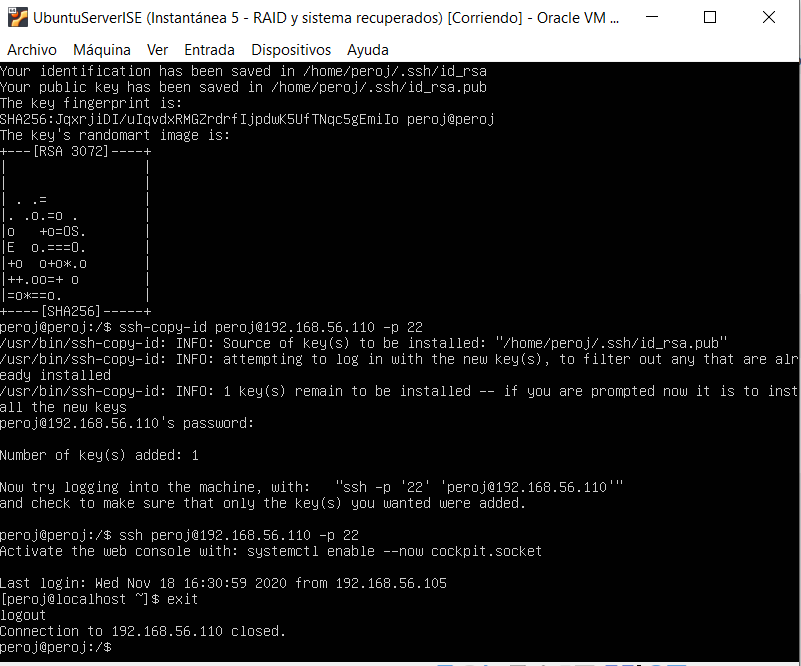 UbuntuServerISE (Instantánea 5 - RAID y sistema recuperados) [Corriendo] - Oracle VM ...
Archivo Máquina Ver Entrada Dispositivos Ayuda
Your identification has been saved in /home/peroj/.ssh/id_rsa
Your public key has been saved in /home/peroj/.ssh/id_rsa.pub
The key fingerprint is:
SHA256:JqxrjiDI/uIqvdxRMGZrdrfIjpdwK5UfTNqc5gEmiIo peroj@peroj
The key's randomart image is:
+---[RSA 3072]----+
|                 |
|                 |
| . .=            |
|. .o.=o .        |
|o   +o=OS.       |
|E  o.===O.       |
|+o  o+o*.o       |
|++.oo=+ o        |
|=o*==o.          |
+----[SHA256]-----+
peroj@peroj:/$ ssh-copy-id peroj@192.168.56.110 -p 22
/usr/bin/ssh-copy-id: INFO: Source of key(s) to be installed: "/home/peroj/.ssh/id_rsa.pub"
/usr/bin/ssh-copy-id: INFO: attempting to log in with the new key(s), to filter out any that are alr
eady installed
/usr/bin/ssh-copy-id: INFO: 1 key(s) remain to be installed -- if you are prompted now it is to inst
all the new keys
peroj@192.168.56.110's password:
Number of key(s) added: 1
Now try logging into the machine, with:   "ssh -p '22' 'peroj@192.168.56.110'"
and check to make sure that only the key(s) you wanted were added.
peroj@peroj:/$ ssh peroj@192.168.56.110 -p 22
Activate the web console with: systemctl enable --now cockpit.socket
Last login: Wed Nov 18 16:30:59 2020 from 192.168.56.105
[peroj@localhost ~]$ exit
logout
Connection to 192.168.56.110 closed.
peroj@peroj:/$